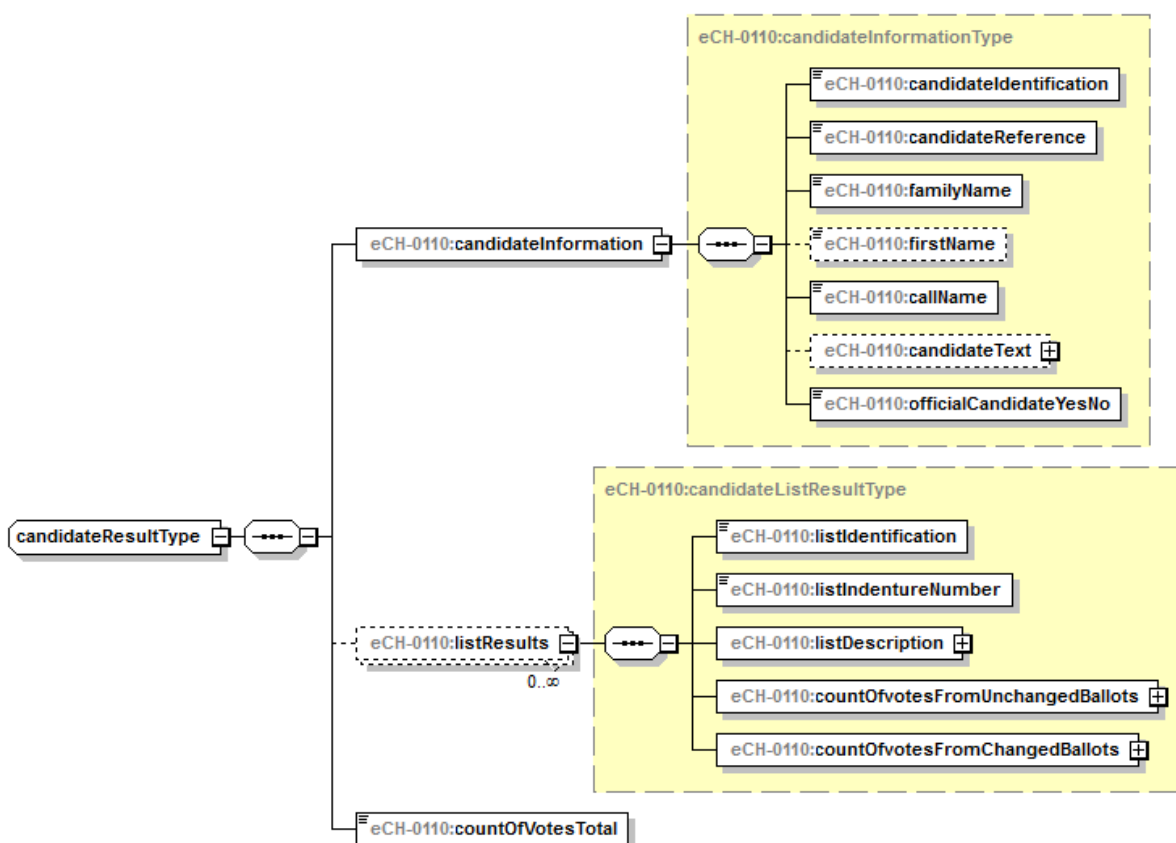 eCH-0110:candidateInformationType
eCH-0110:candidateIdentification
eCH-0110:candidateReference
eCH-0110:familyName
eCH-0110:candidateInformation
eCH-0110:firstName
eCH-0110:callName
eCH-0110:candidateText
eCH-0110:officialCandidateYesNo
eCH-0110:candidateListResultType
candidateResultType
eCH-0110:listIdentification
eCH-0110:listIndentureNumber
eCH-0110:listResults
0..∞
eCH-0110:listDescription
eCH-0110:countOfvotesFromUnchangedBallots
eCH-0110:countOfvotesFromChangedBallots
eCH-0110:countOfVotesTotal